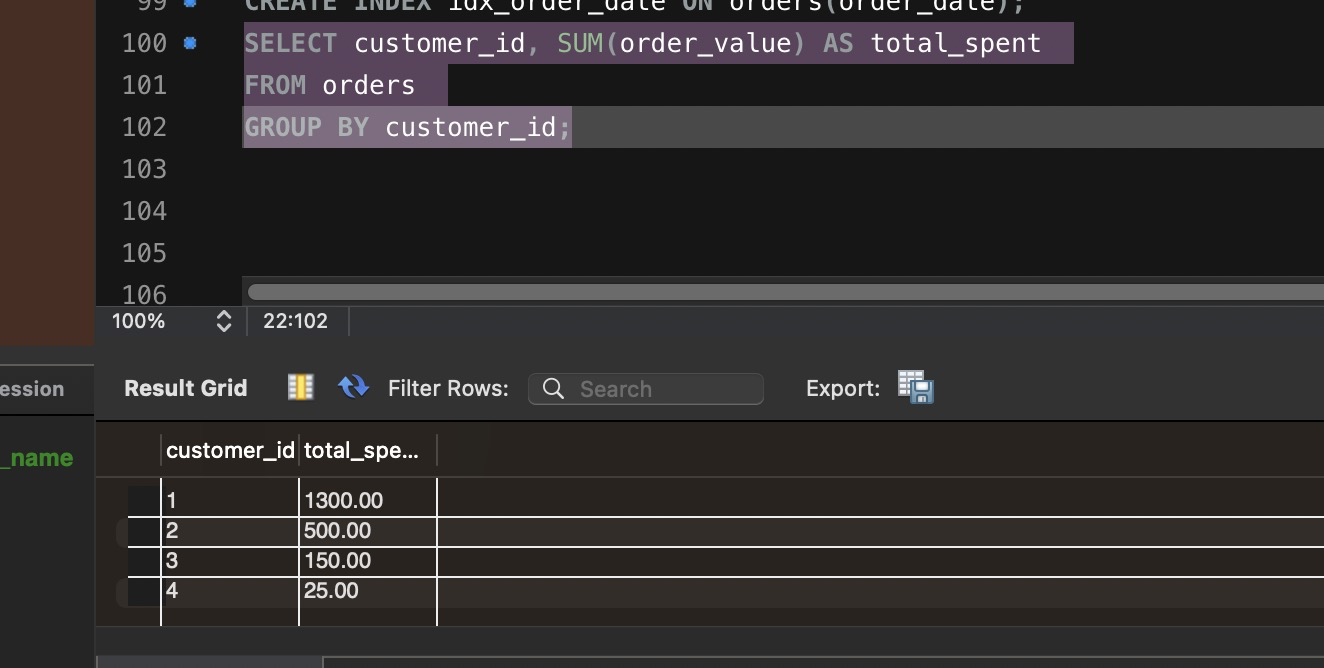 99 CREATE INDEX idx_order_date ON orders(order_date);
100 SELECT customer_id, SUM(order_value) AS total_spent
101 FROM orders
102 GROUP BY customer_id;
103
104
105
106
100% 22:102
ession
Result Grid Filter Rows: Search Export:
_name
customer_id total_spe...
1 1300.00
2 500.00
3 150.00
4 25.00